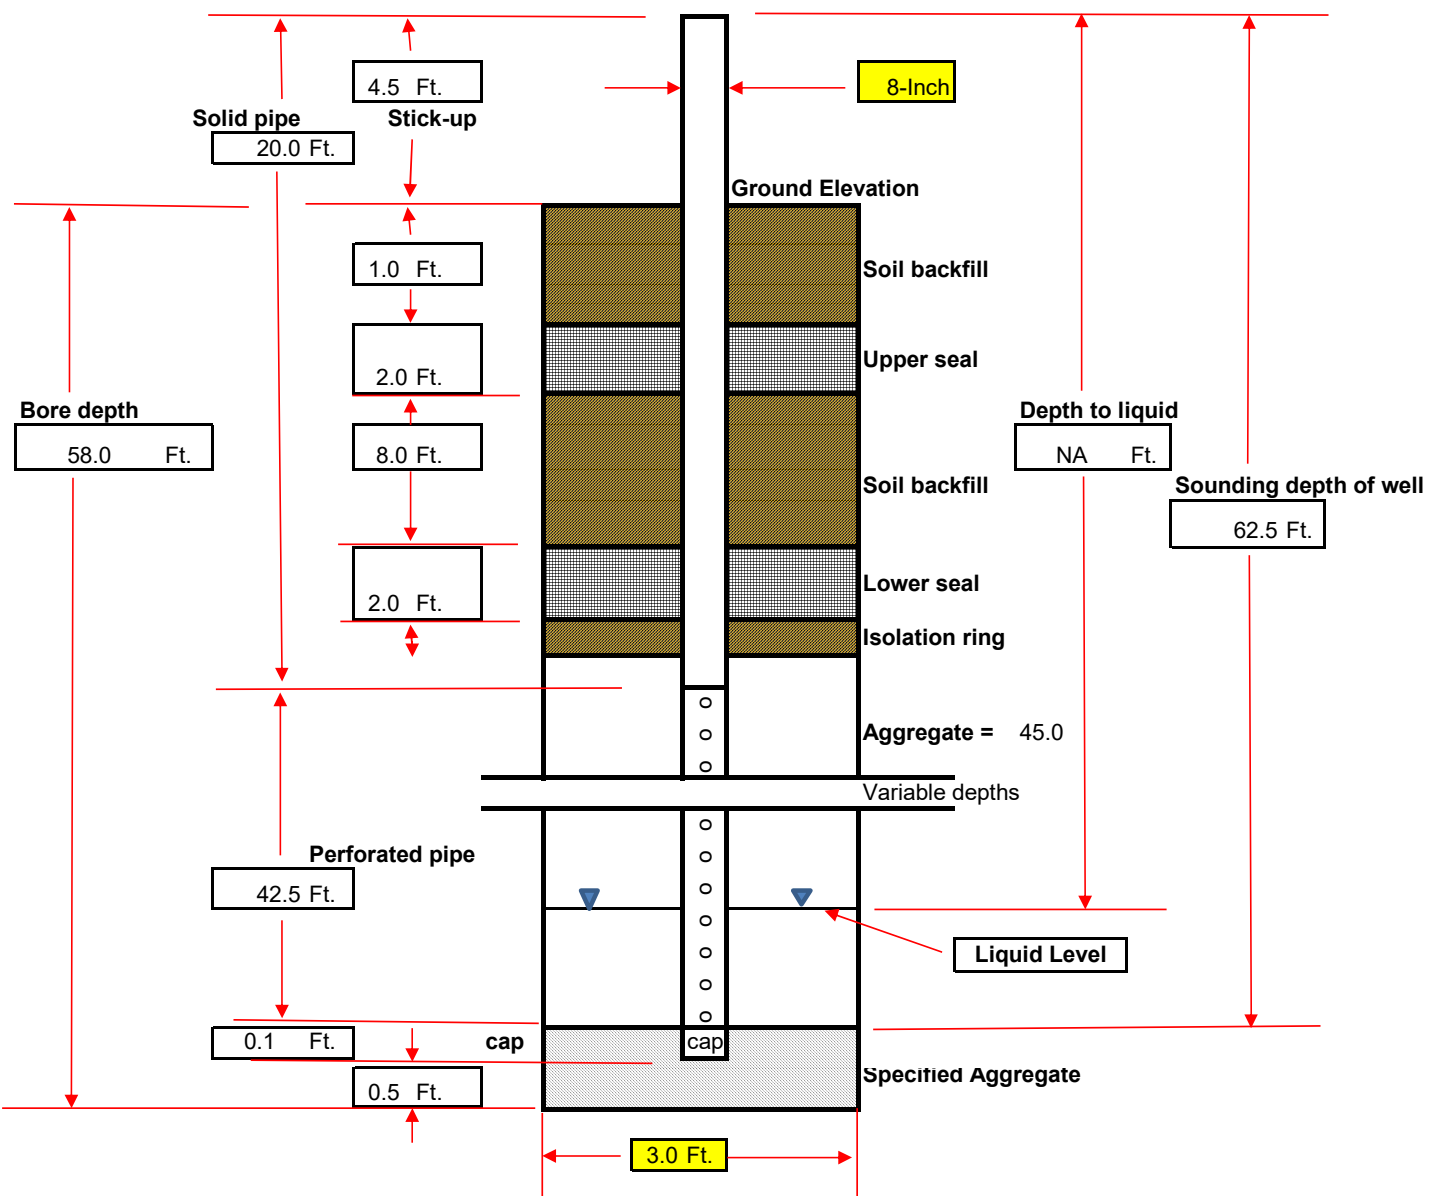 4.5 Ft.
8-Inch
Solid pipe
Stick-up
20.0 Ft.
Ground Elevation
1.0 Ft.
Soil backfill
2.0 Ft.
Upper seal
Bore depth
58.0 Ft.
8.0 Ft.
Depth to liquid
NA Ft.
Soil backfill
Sounding depth of well
62.5 Ft.
2.0 Ft.
Lower seal
Isolation ring
Aggregate = 45.0
Variable depths
Perforated pipe
42.5 Ft.
Liquid Level
0.1 Ft.
cap
cap
0.5 Ft.
Specified Aggregate
3.0 Ft.